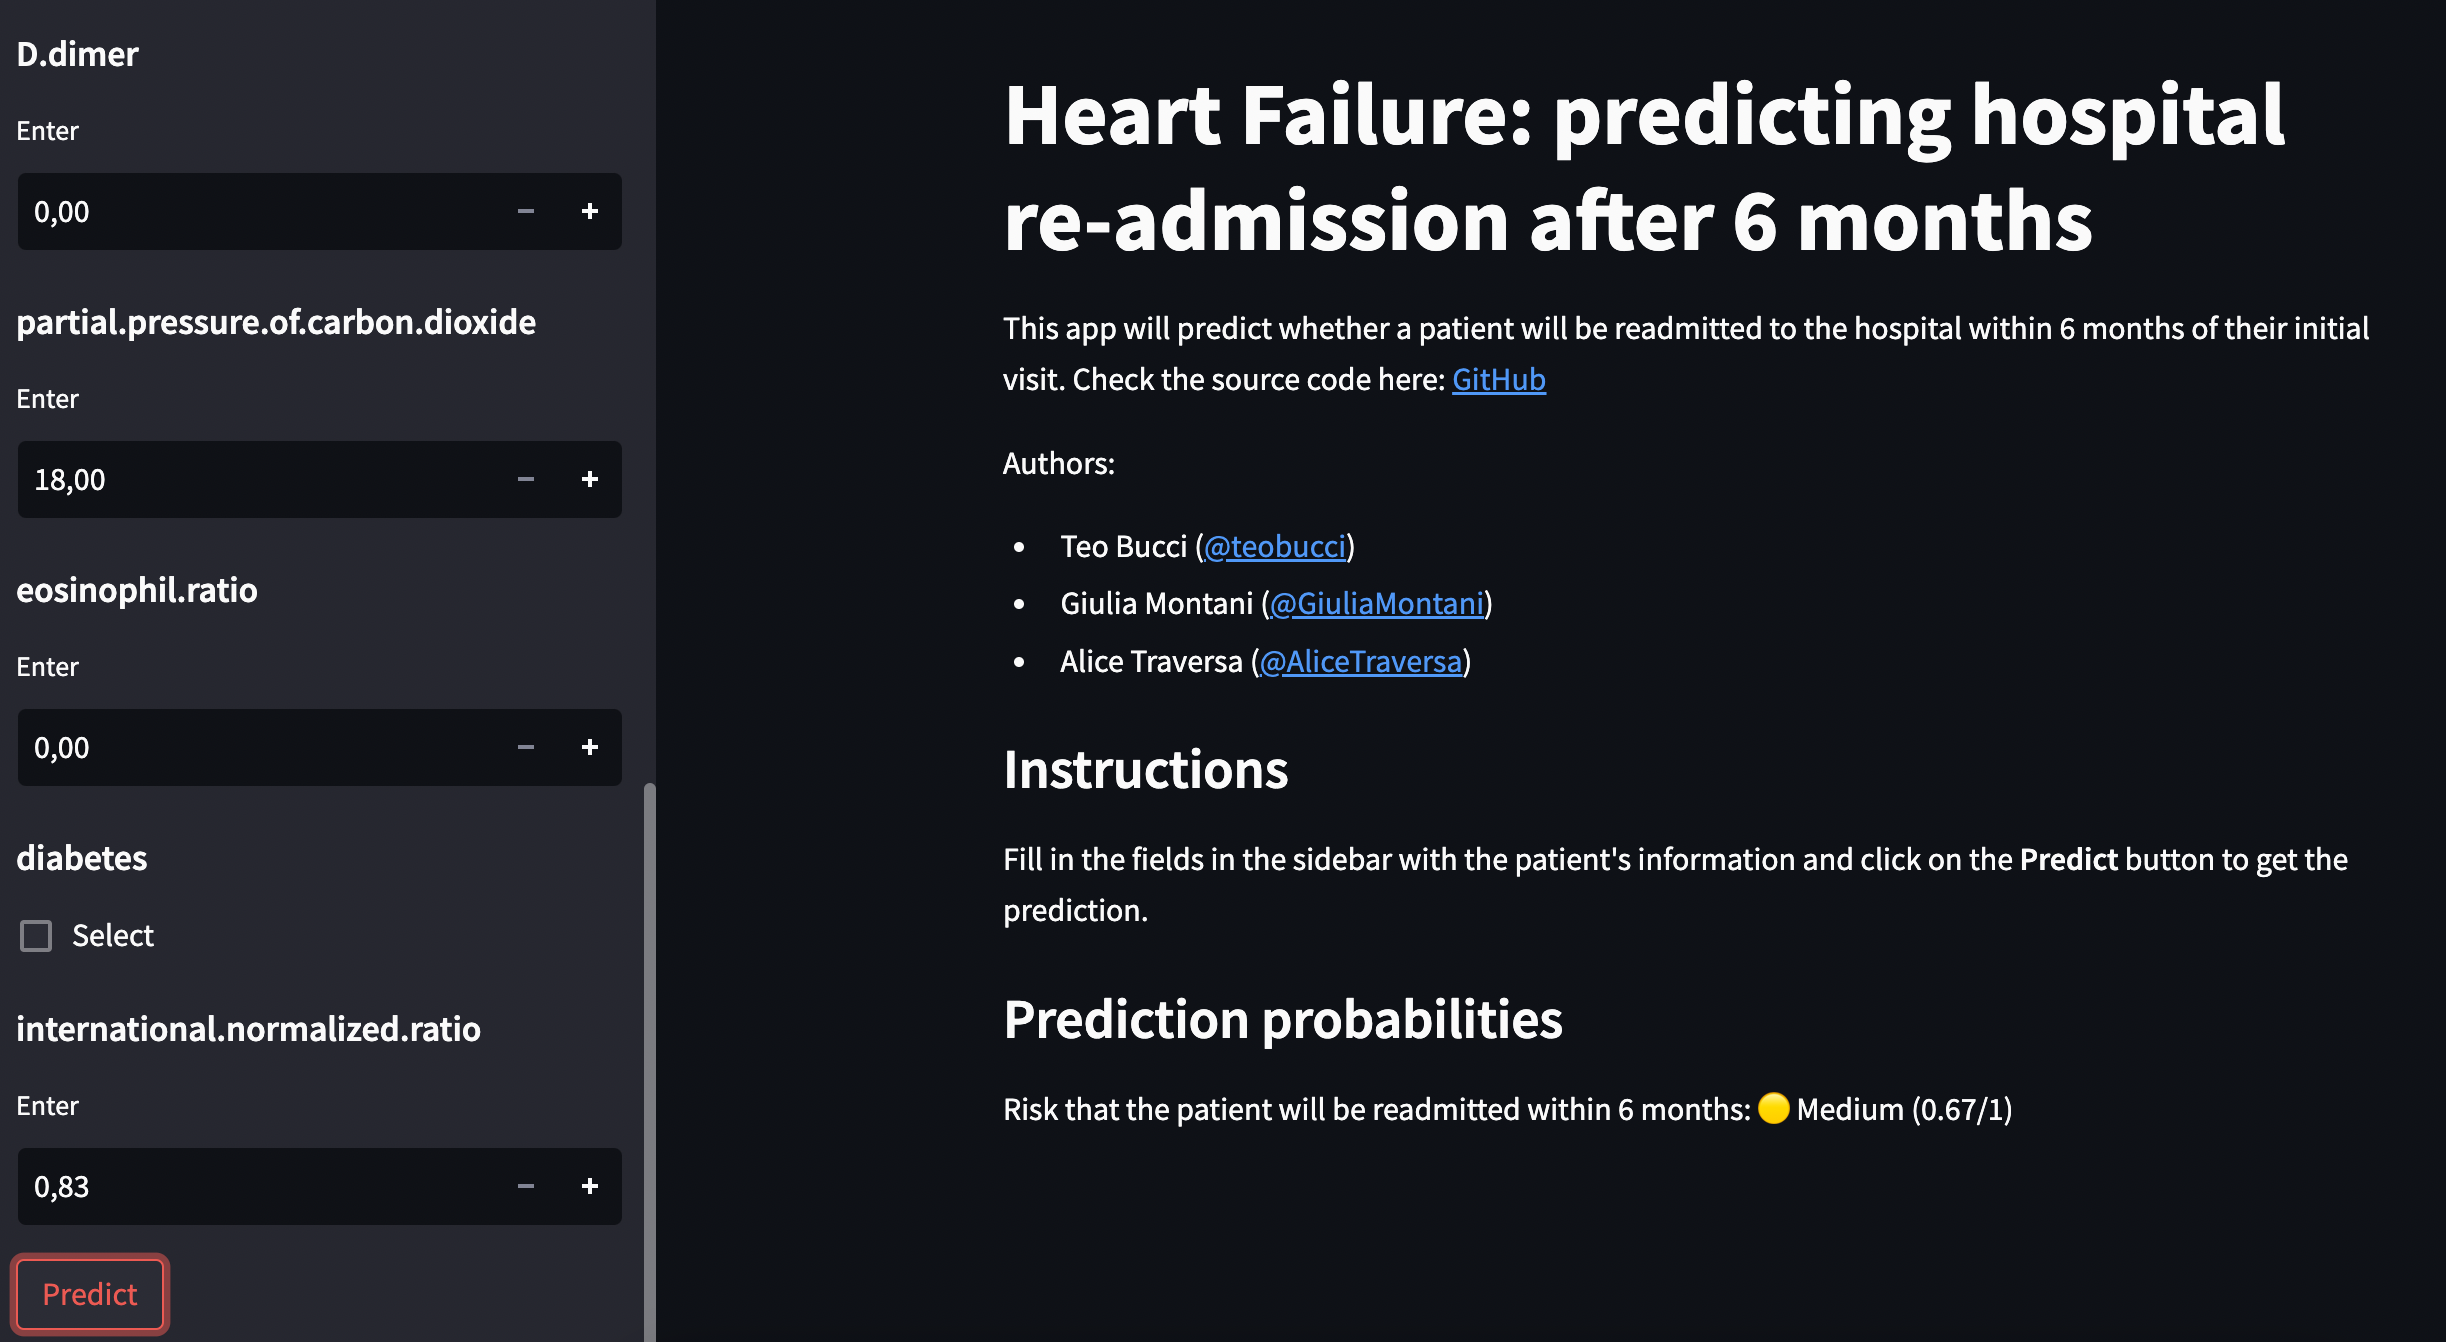 D.dimer
Enter
0,00
partial.pressure.of.carbon.dioxide
Enter
18,00
eosinophil.ratio
Enter
0,00
diabetes
Select
international.normalized.ratio
Enter
0,83
Predict
Heart Failure: predicting hospital
re-admission after 6 months
This app will predict whether a patient will be readmitted to the hospital within 6 months of their initial
visit. Check the source code here: GitHub
Authors:
• Teo Bucci (@teobucci)
• Giulia Montani (@GiuliaMontani)
• Alice Traversa (@AliceTraversa)
Instructions
Fill in the fields in the sidebar with the patient's information and click on the Predict button to get the
prediction.
Prediction probabilities
Risk that the patient will be readmitted within 6 months: 🟡 Medium (0.67/1)